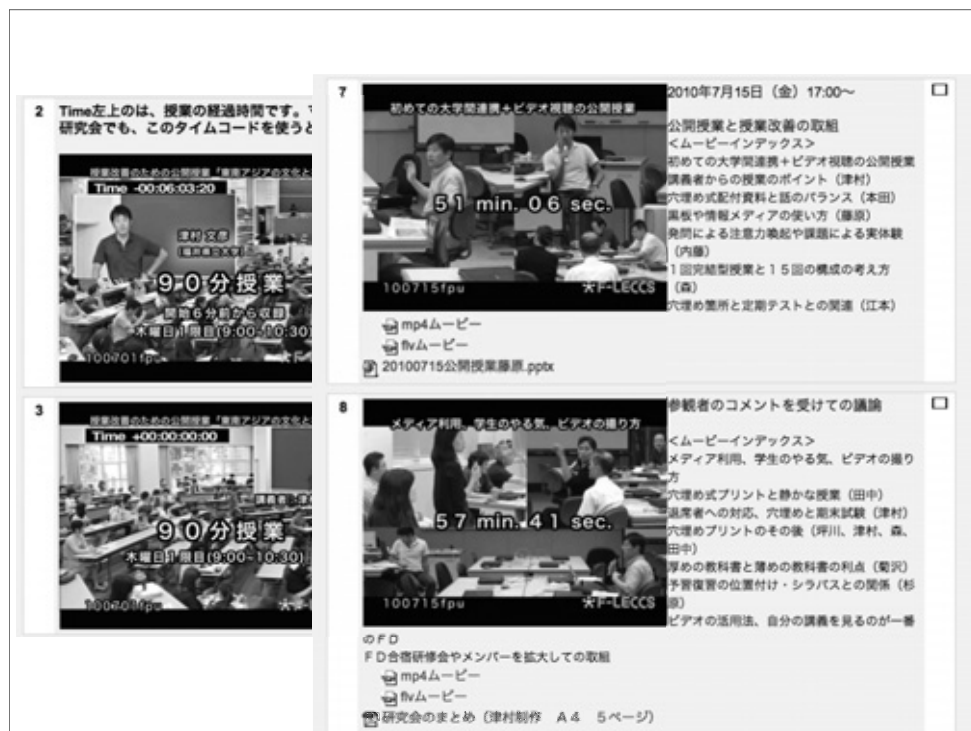 2 Time左上のは、授業の経過時間です。
研究会でも、このタイムコードを使うと
授業改善のための公開授業「東南アジアの文化と
Time -00:06:03:20
津村 文彦
(福井県立大学)
90分授業
開始6分前から収録
木曜日1限目(9:00~10:30)
100701fpu
3
授業改善のための公開授業「東南アジアの文化と
Time +00:00:00:00
90分授業
木曜日1限目(9:00~10:30)
100701fpu
7
初めての大学間連携+ビデオ視聴の公開授業
51 min. 06 sec.
100715fpu
F-LECCS
mp4ムービー
flvムービー
20100715公開授業藤原.pptx
2010年7月15日（金）17:00〜
公開授業と授業改善の取組
＜ムービーインデックス＞
初めての大学間連携＋ビデオ視聴の公開授業
講義者からの授業のポイント（津村）
穴埋め式配付資料と話のバランス（本田）
黒板や情報メディアの使い方（藤原）
発問による注意力喚起や課題による実体験
（内藤）
１回完結型授業と１５回の構成の考え方
（森）
穴埋め箇所と定期テストとの関連（江本）
8
メディア利用、学生のやる気、ビデオの撮り方
57 min. 41 sec.
100715fpu
F-LECCS
参観者のコメントを受けての議論
＜ムービーインデックス＞
メディア利用、学生のやる気、ビデオの撮り
方
穴埋め式プリントと静かな授業（田中）
退席者への対応、穴埋めと期末試験（津村）
穴埋めプリントのその後（坪川、津村、森、
田中）
厚めの教科書と薄めの教科書の利点（菊沢）
予習復習の位置付け・シラバスとの関係（杉
原）
ビデオの活用法、自分の講義を見るのが一番
のＦＤ
ＦＤ合宿研修会やメンバーを拡大しての取組
mp4ムービー
flvムービー
研究会のまとめ（津村制作　Ａ４　５ページ）